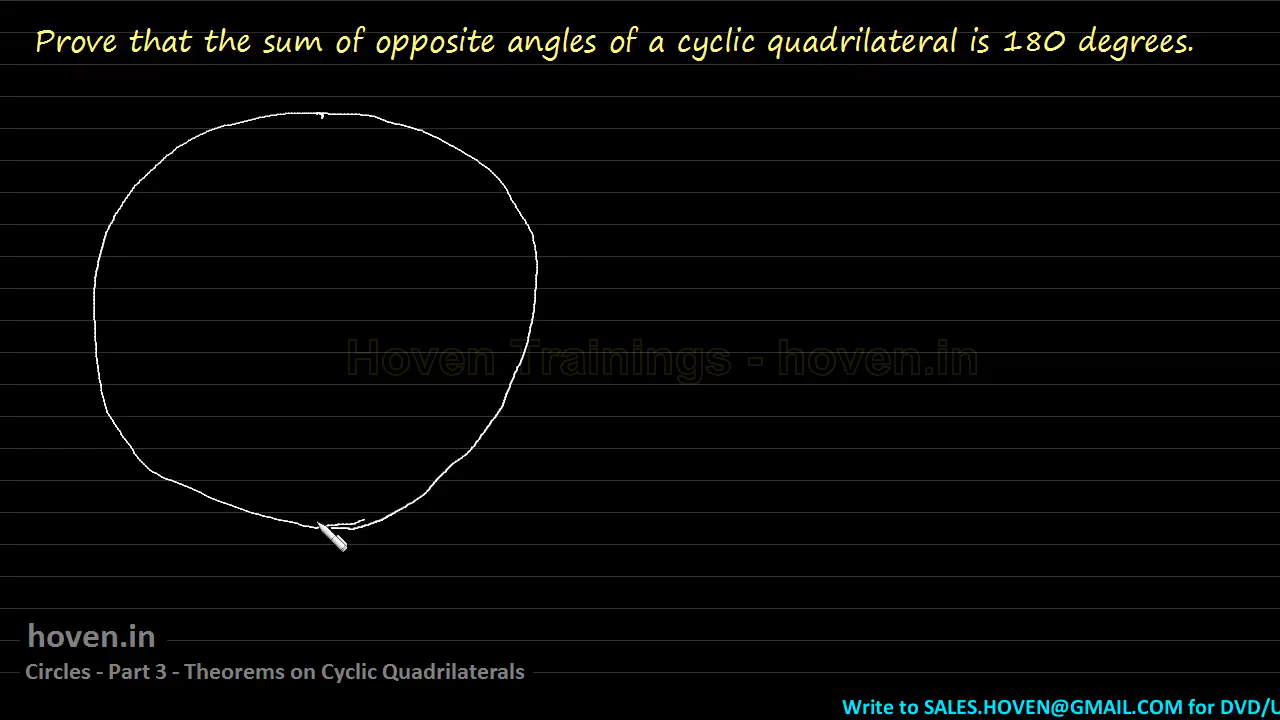 Prove that the sum of opposite angles of a cyclic quadrilateral is 180 degrees.
Hoven Trainings - hoven.in
hoven.in
Circles - Part 3 - Theorems on Cyclic Quadrilaterals
Write to SALES.HOVEN@GMAIL.COM for DVD/U